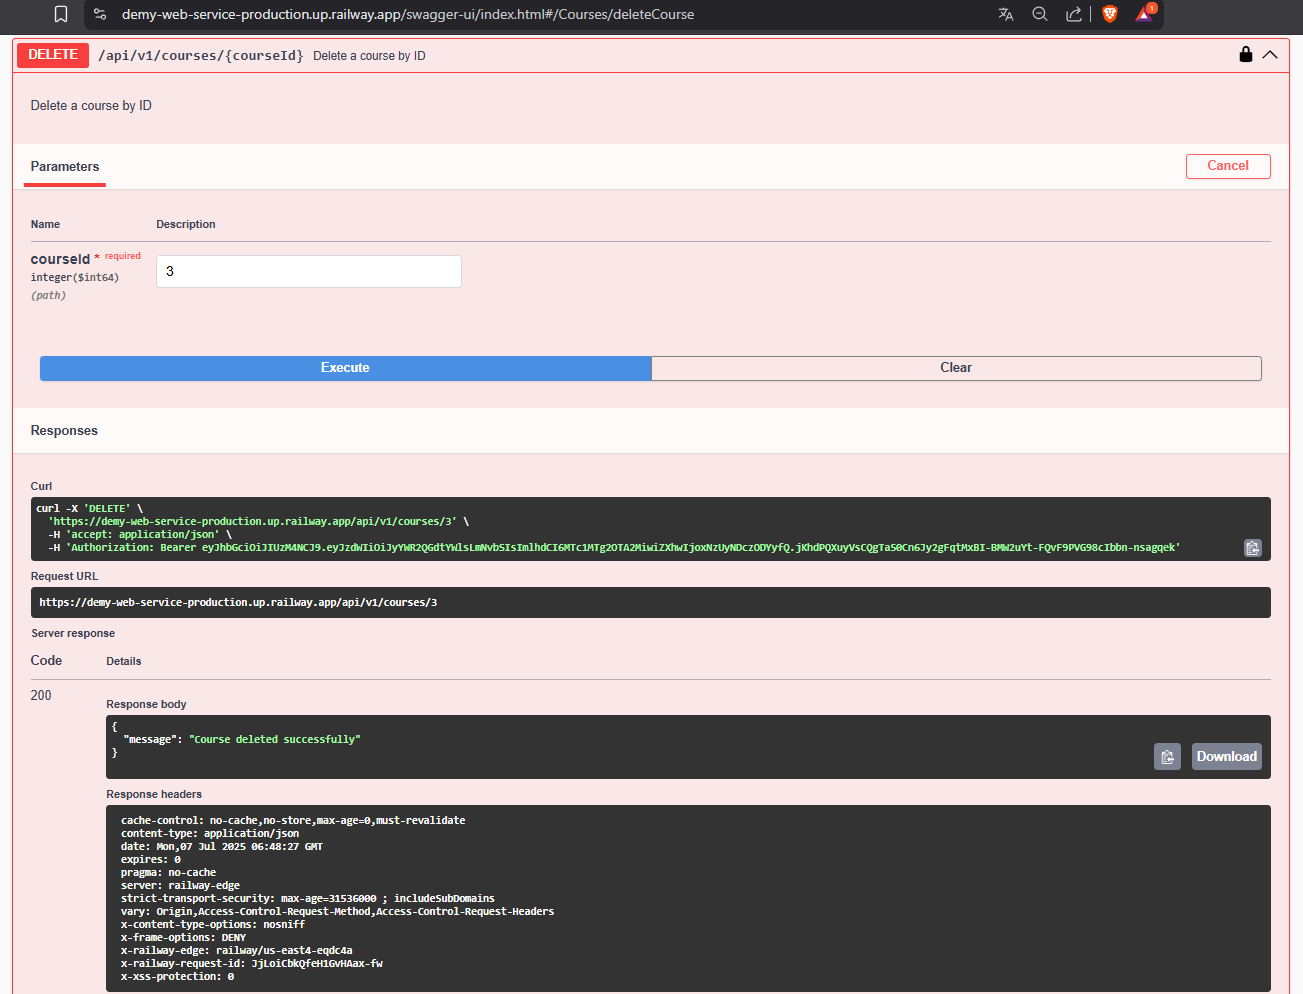 demy-web-service-production.up.railway.app/swagger-ui/index.html#/Courses/deleteCourse
1
DELETE /api/v1/courses/{courseId} Delete a course by ID
Delete a course by ID
Parameters
Cancel
Name Description
courseId * required
integer($int64)
(path)
3
Execute
Clear
Responses
Curl
curl -X 'DELETE' \
'https://demy-web-service-production.up.railway.app/api/v1/courses/3' \
-H 'accept: application/json' \
-H 'Authorization: Bearer
Request URL
https://demy-web-service-production.up.railway.app/api/v1/courses/3
Server response
Code Details
200
Response body
{
"message": "Course deleted successfully"
}
Download
Response headers
cache-control: no-cache,no-store,max-age=0,must-revalidate
content-type: application/json
date: Mon,07 Jul 2025 06:48:27 GMT
expires: 0
pragma: no-cache
server: railway-edge
strict-transport-security: max-age=31536000 ; includeSubDomains
vary: Origin,Access-Control-Request-Method,Access-Control-Request-Headers
x-content-type-options: nosniff
x-frame-options: DENY
x-railway-edge: railway/us-east4-eqdc4a
x-railway-request-id: JjLoiCbkQfeH1GvHAax-fw
x-xss-protection: 0